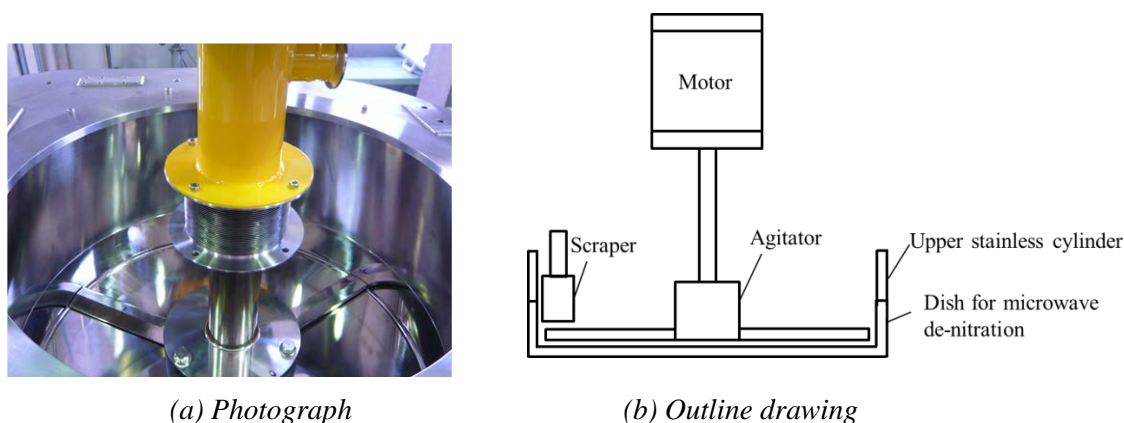 Motor
Scraper
Agitator
Upper stainless cylinder
Dish for microwave
de-nitration
(a) Photograph
(b) Outline drawing